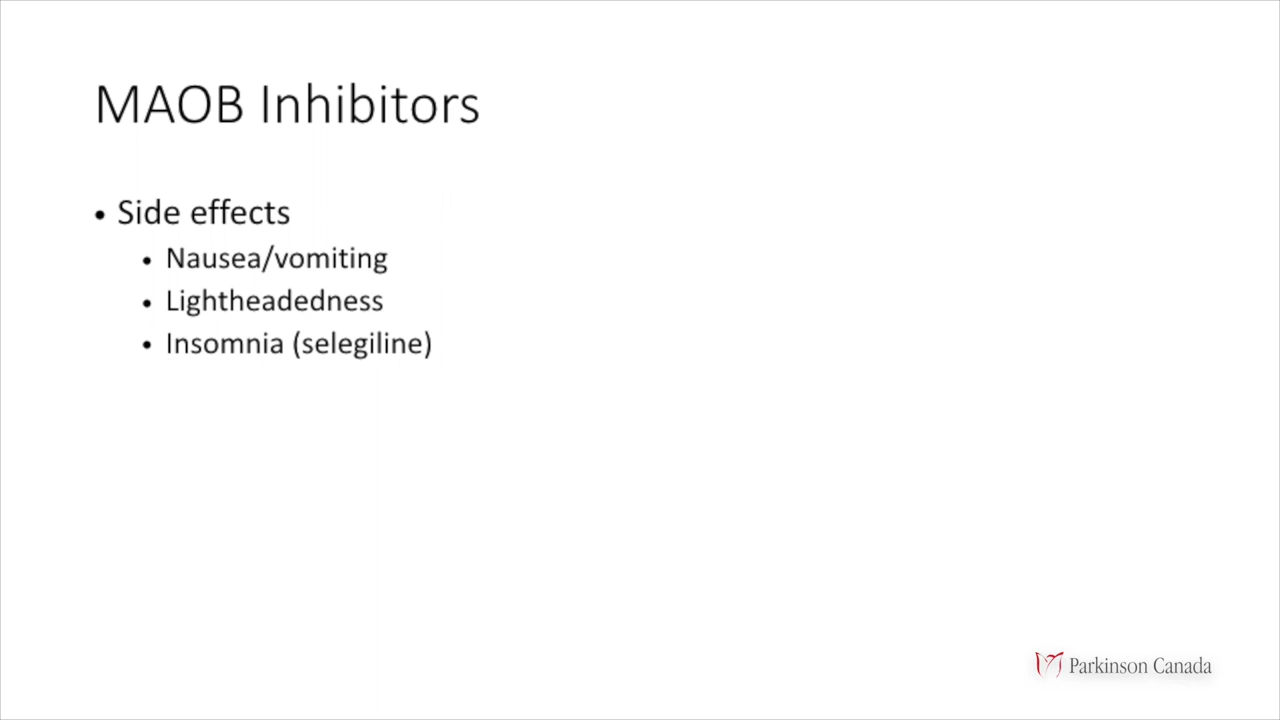 MAOB Inhibitors
• Side effects
• Nausea/vomiting
• Lightheadedness
• Insomnia (selegiline)
Parkinson Canada